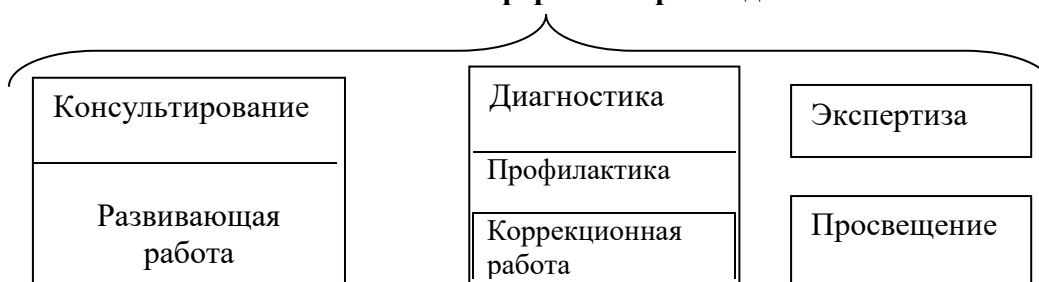 Консультирование
Развивающая
работа
Диагностика
Профилактика
Коррекционная
работа
Экспертиза
Просвещение